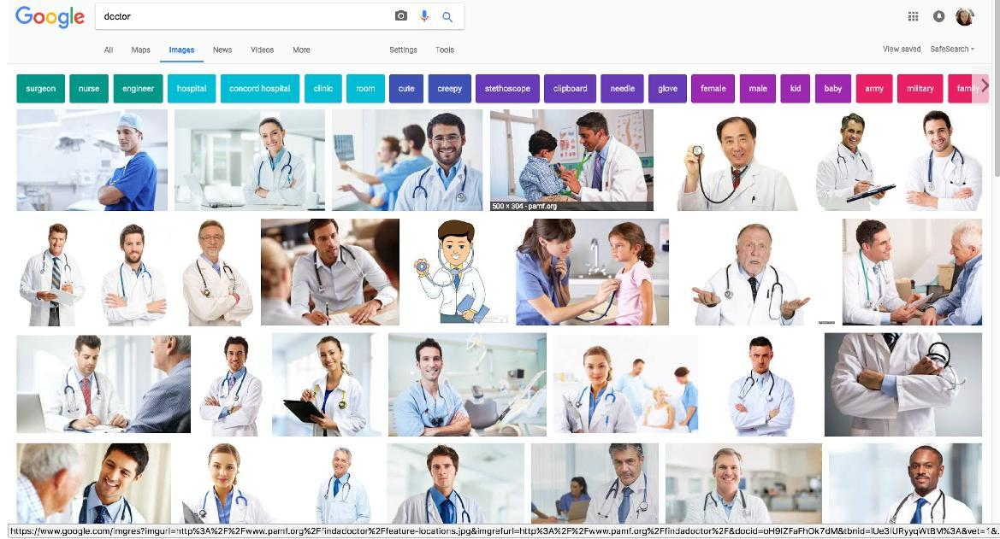 Google
doctor
All Maps Images News Videos More Settings Tools View saved SafeSearch
surgeon nurse engineer hospital concord hospital clinic room cute creepy stethoscope clipboard needle glove female male kid baby army military family
500 × 304 - pamf.org
https://www.google.com/imgres?imgurl=http%3A%2F%2Fwww.pamf.org%2Ffindadoctor%2Ffeature-locations.jpg&imgrefurl=http%3A%2F%2Fwww.pamf.org%2Ffindadoctor%2F&docid=oH9IZFaFhOk7dM&tbnid=IUe3lURyyqWtBM%3A&vet=1&